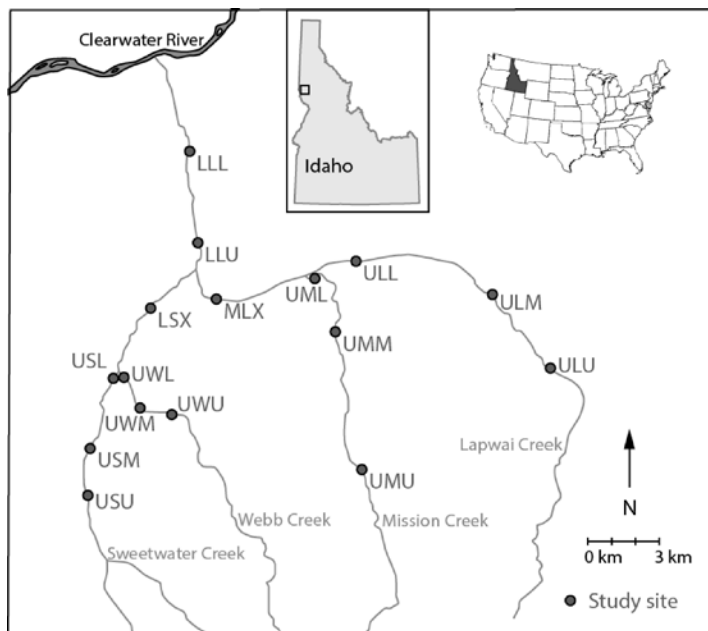 Clearwater River
Idaho
LLL
LLU
ULL
UML
ULM
MLX
LSX
UMM
ULU
USL
UWL
UWM
UWU
Lapwai Creek
USM
UMU
N
USU
Webb Creek
Mission Creek
0 km 3 km
Sweetwater Creek
Study site